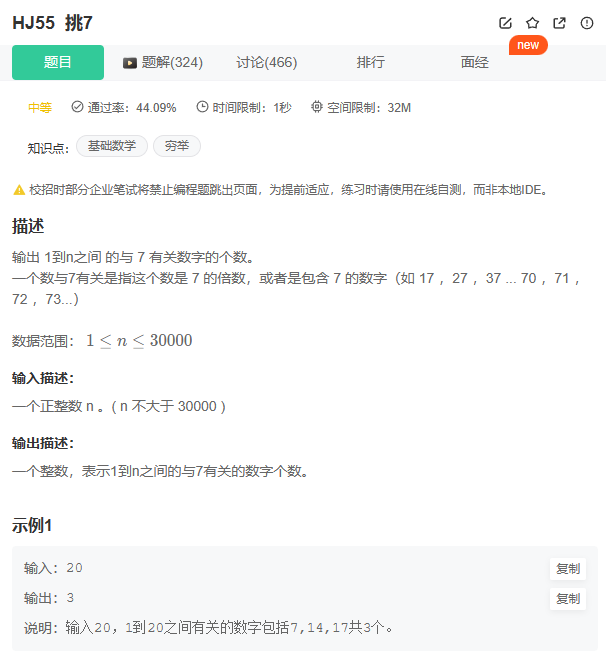 HJ55 挑7
new
题目 题解(324) 讨论(466) 排行 面经
中等 通过率：44.09% 时间限制：1秒 空间限制：32M
知识点： 基础数学 穷举
校招时部分企业笔试将禁止编程题跳出页面，为提前适应，练习时请使用在线自测，而非本地IDE。
描述
输出 1到n之间 的与 7 有关数字的个数。
一个数与7有关是指这个数是 7 的倍数，或者是包含 7 的数字（如 17 ，27 ，37 ... 70 ，71 ，
72 ，73...）
数据范围： 1 ≤ n ≤ 30000
输入描述：
一个正整数 n 。( n 不大于 30000 )
输出描述：
一个整数，表示1到n之间的与7有关的数字个数。
示例1
输入：20 复制
输出：3 复制
说明：输入20，1到20之间有关的数字包括7,14,17共3个。